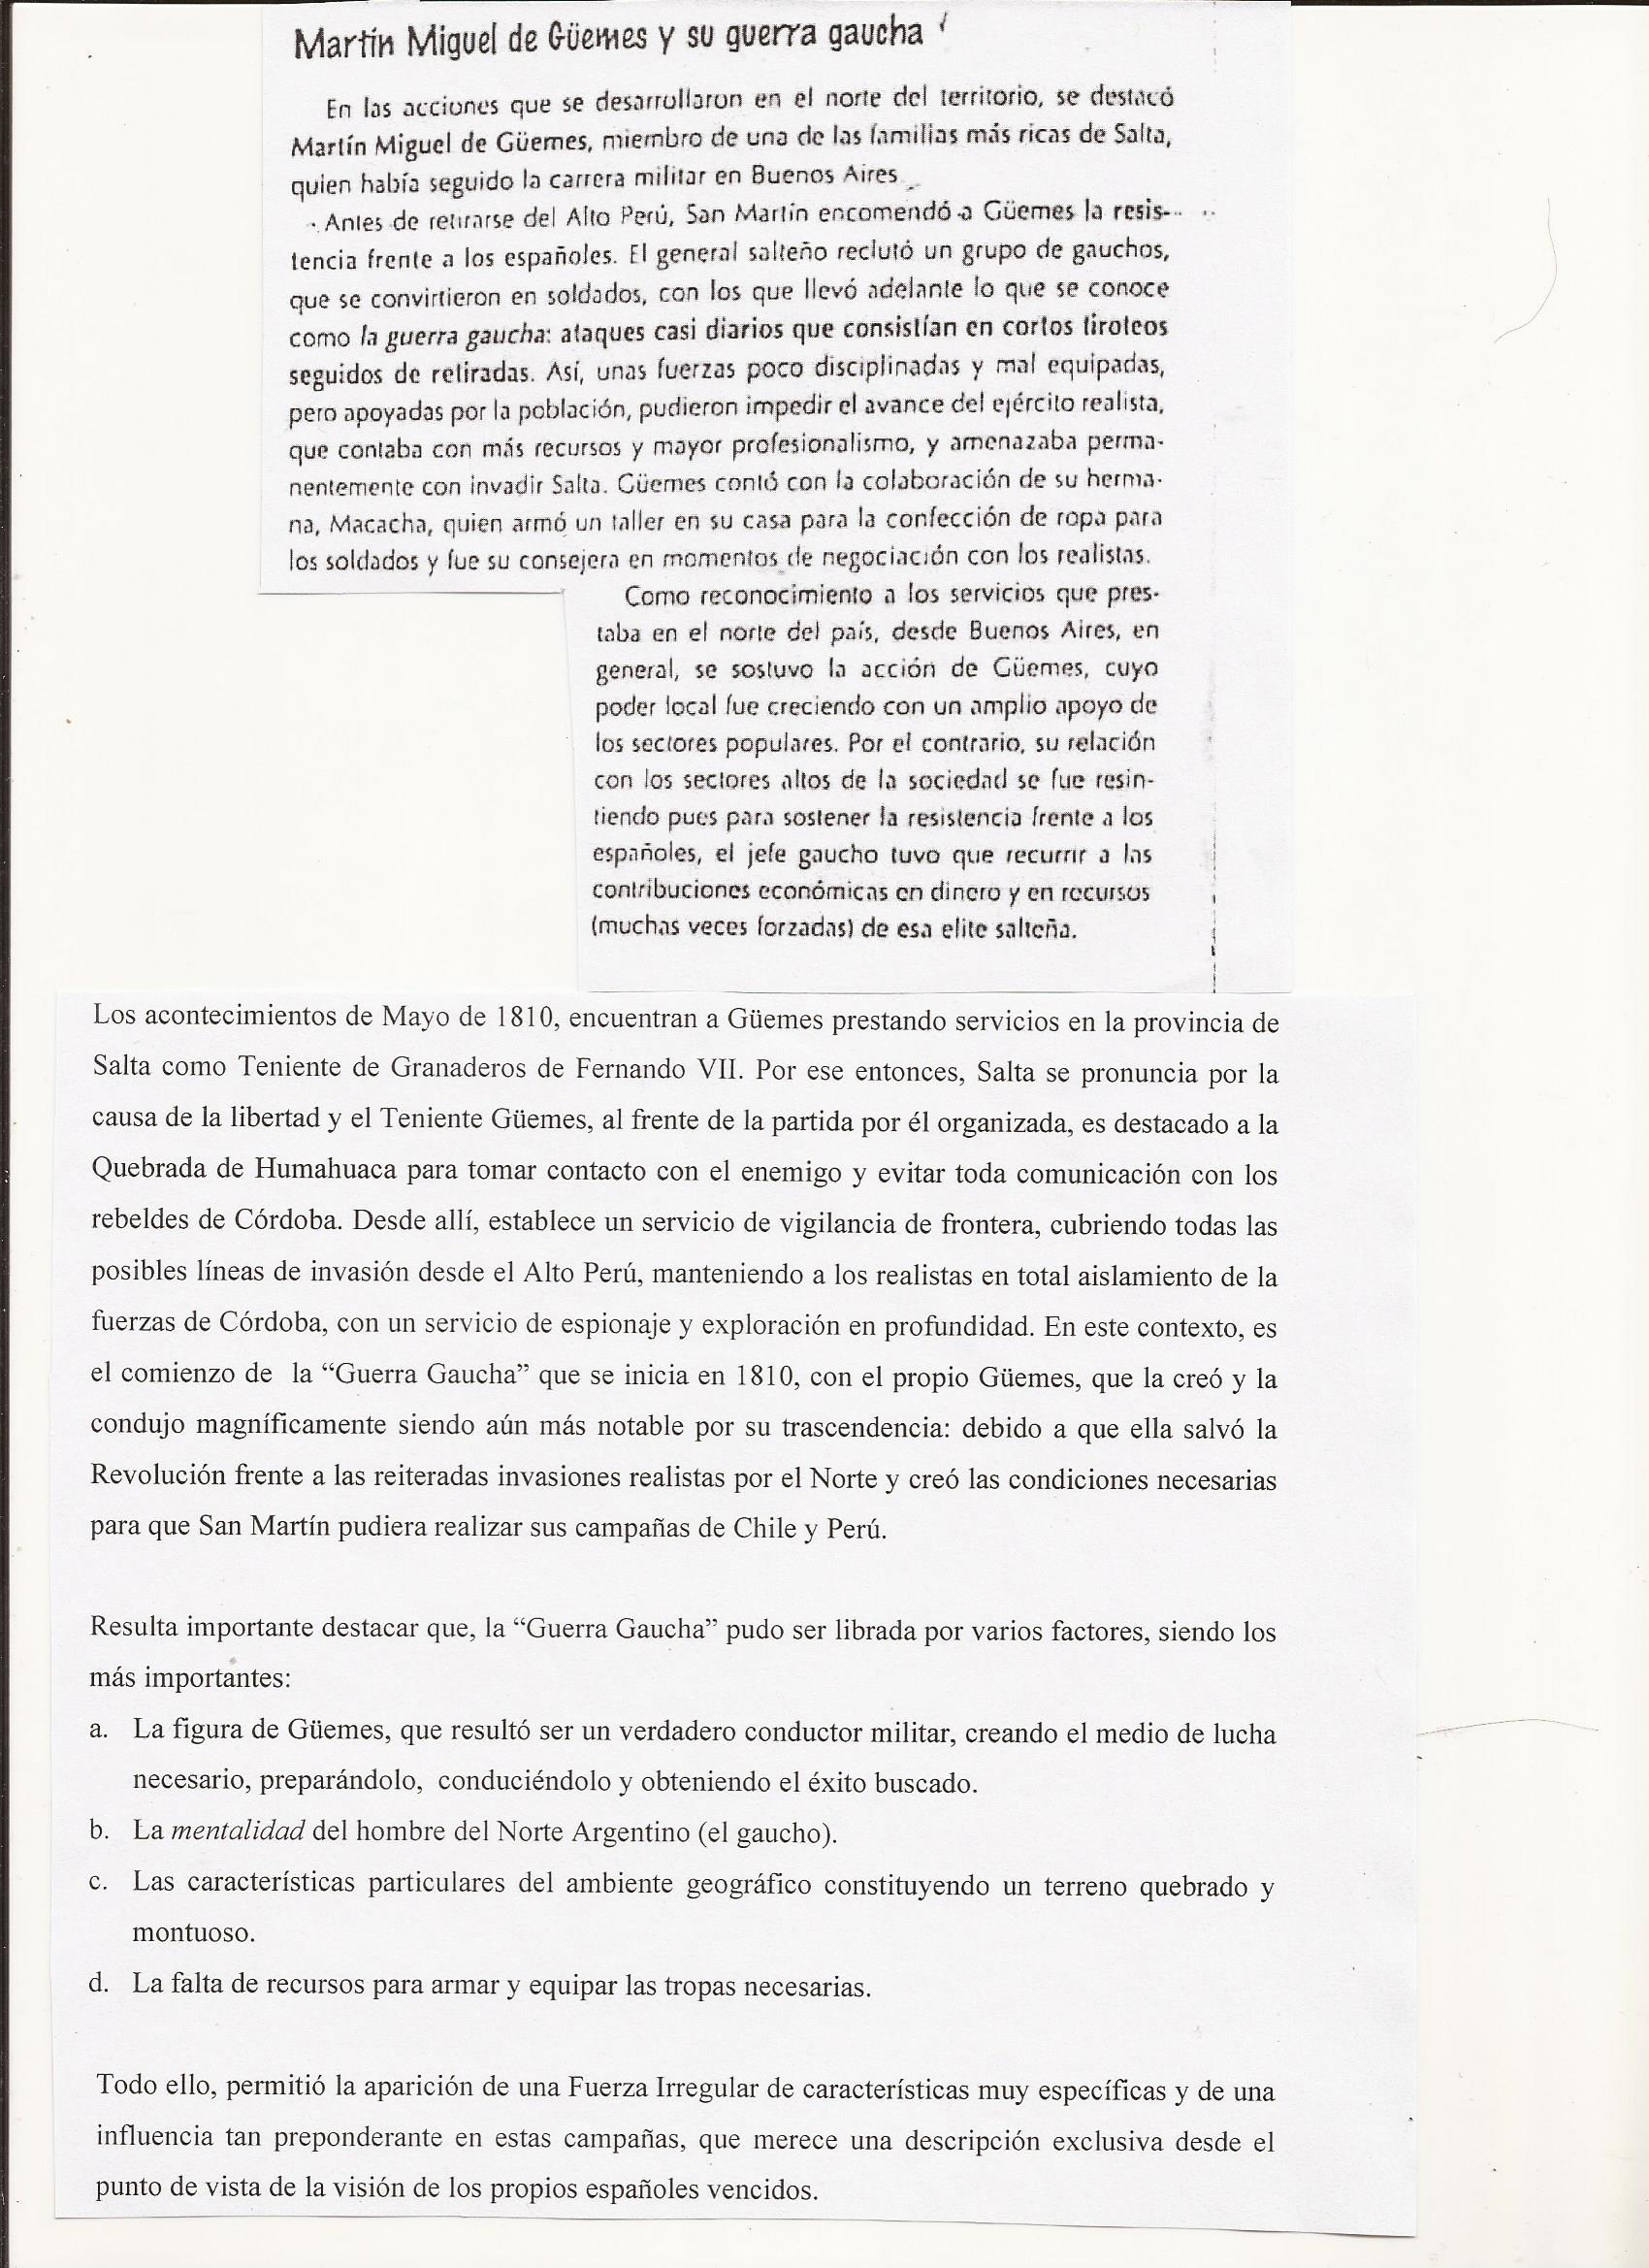 Martín Miguel de Güemes y su guerra gaucha
En las acciones que se desarrollaron en el norte del territorio, se destacó
Martín Miguel de Güemes, miembro de una de las familias más ricas de Salta,
quien había seguido la carrera militar en Buenos Aires
Antes de retirarse del Alto Perú, San Martín encomendó a Güemes la resis-
tencia frente a los españoles. El general salteño reclutó un grupo de gauchos,
que se convirtieron en soldados, con los que llevó adelante lo que se conoce
como la guerra gaucha: ataques casi diarios que consistían en cortos tiroteos
seguidos de retiradas. Así, unas fuerzas poco disciplinadas y mal equipadas,
pero apoyadas por la población, pudieron impedir el avance del ejército realista,
que contaba con más recursos y mayor profesionalismo, y amenazaba perma-
nentemente con invadir Salta. Güemes contó con la colaboración de su herma-
na, Macacha, quien armó un taller en su casa para la confección de ropa para
los soldados y fue su consejera en momentos de negociación con los realistas.
Como reconocimiento a los servicios que pres-
taba en el norte del país, desde Buenos Aires, en
general, se sostuvo la acción de Güemes, cuyo
poder local fue creciendo con un amplio apoyo de
los sectores populares. Por el contrario, su relación
con los sectores altos de la sociedad se fue resin-
tiendo pues para sostener la resistencia frente a los
españoles, el jefe gaucho tuvo que recurrir a las
contribuciones económicas en dinero y en recursos
(muchas veces forzadas) de esa elite salteña.
Los acontecimientos de Mayo de 1810, encuentran a Güemes prestando servicios en la provincia de
Salta como Teniente de Granaderos de Fernando VII. Por ese entonces, Salta se pronuncia por la
causa de la libertad y el Teniente Güemes, al frente de la partida por él organizada, es destacado a la
Quebrada de Humahuaca para tomar contacto con el enemigo y evitar toda comunicación con los
rebeldes de Córdoba. Desde allí, establece un servicio de vigilancia de frontera, cubriendo todas las
posibles líneas de invasión desde el Alto Perú, manteniendo a los realistas en total aislamiento de la
fuerzas de Córdoba, con un servicio de espionaje y exploración en profundidad. En este contexto, es
el comienzo de la “Guerra Gaucha” que se inicia en 1810, con el propio Güemes, que la creó y la
condujo magníficamente siendo aún más notable por su trascendencia: debido a que ella salvó la
Revolución frente a las reiteradas invasiones realistas por el Norte y creó las condiciones necesarias
para que San Martín pudiera realizar sus campañas de Chile y Perú.
Resulta importante destacar que, la “Guerra Gaucha” pudo ser librada por varios factores, siendo los
más importantes:
a. La figura de Güemes, que resultó ser un verdadero conductor militar, creando el medio de lucha
necesario, preparándolo, conduciéndolo y obteniendo el éxito buscado.
b. La mentalidad del hombre del Norte Argentino (el gaucho).
c. Las características particulares del ambiente geográfico constituyendo un terreno quebrado y
montuoso.
d. La falta de recursos para armar y equipar las tropas necesarias.
Todo ello, permitió la aparición de una Fuerza Irregular de características muy específicas y de una
influencia tan preponderante en estas campañas, que merece una descripción exclusiva desde el
punto de vista de la visión de los propios españoles vencidos.